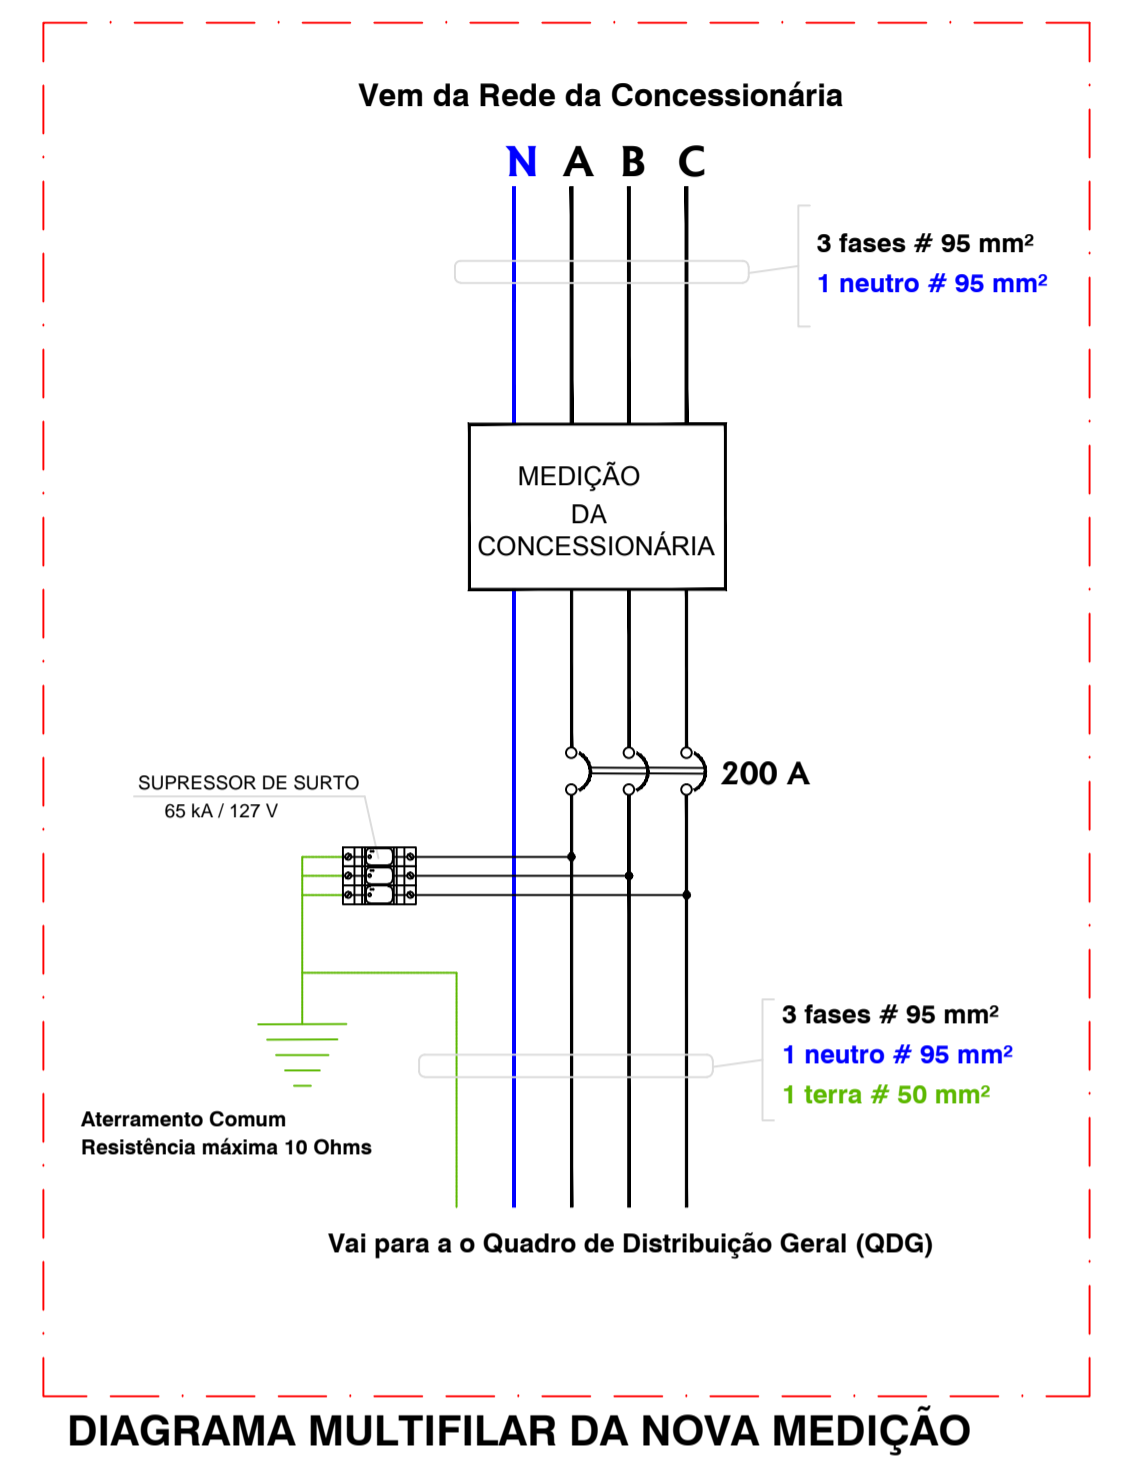 Vem da Rede da Concessionária
N A B C
3 fases # 95 mm²
1 neutro # 95 mm²
MEDIÇÃO
DA
CONCESSIONÁRIA
200 A
SUPRESSOR DE SURTO
65 kA / 127 V
3 fases # 95 mm²
1 neutro # 95 mm²
1 terra # 50 mm²
Aterramento Comum
Resistência máxima 10 Ohms
Vai para a o Quadro de Distribuição Geral (QDG)
DIAGRAMA MULTIFILAR DA NOVA MEDIÇÃO